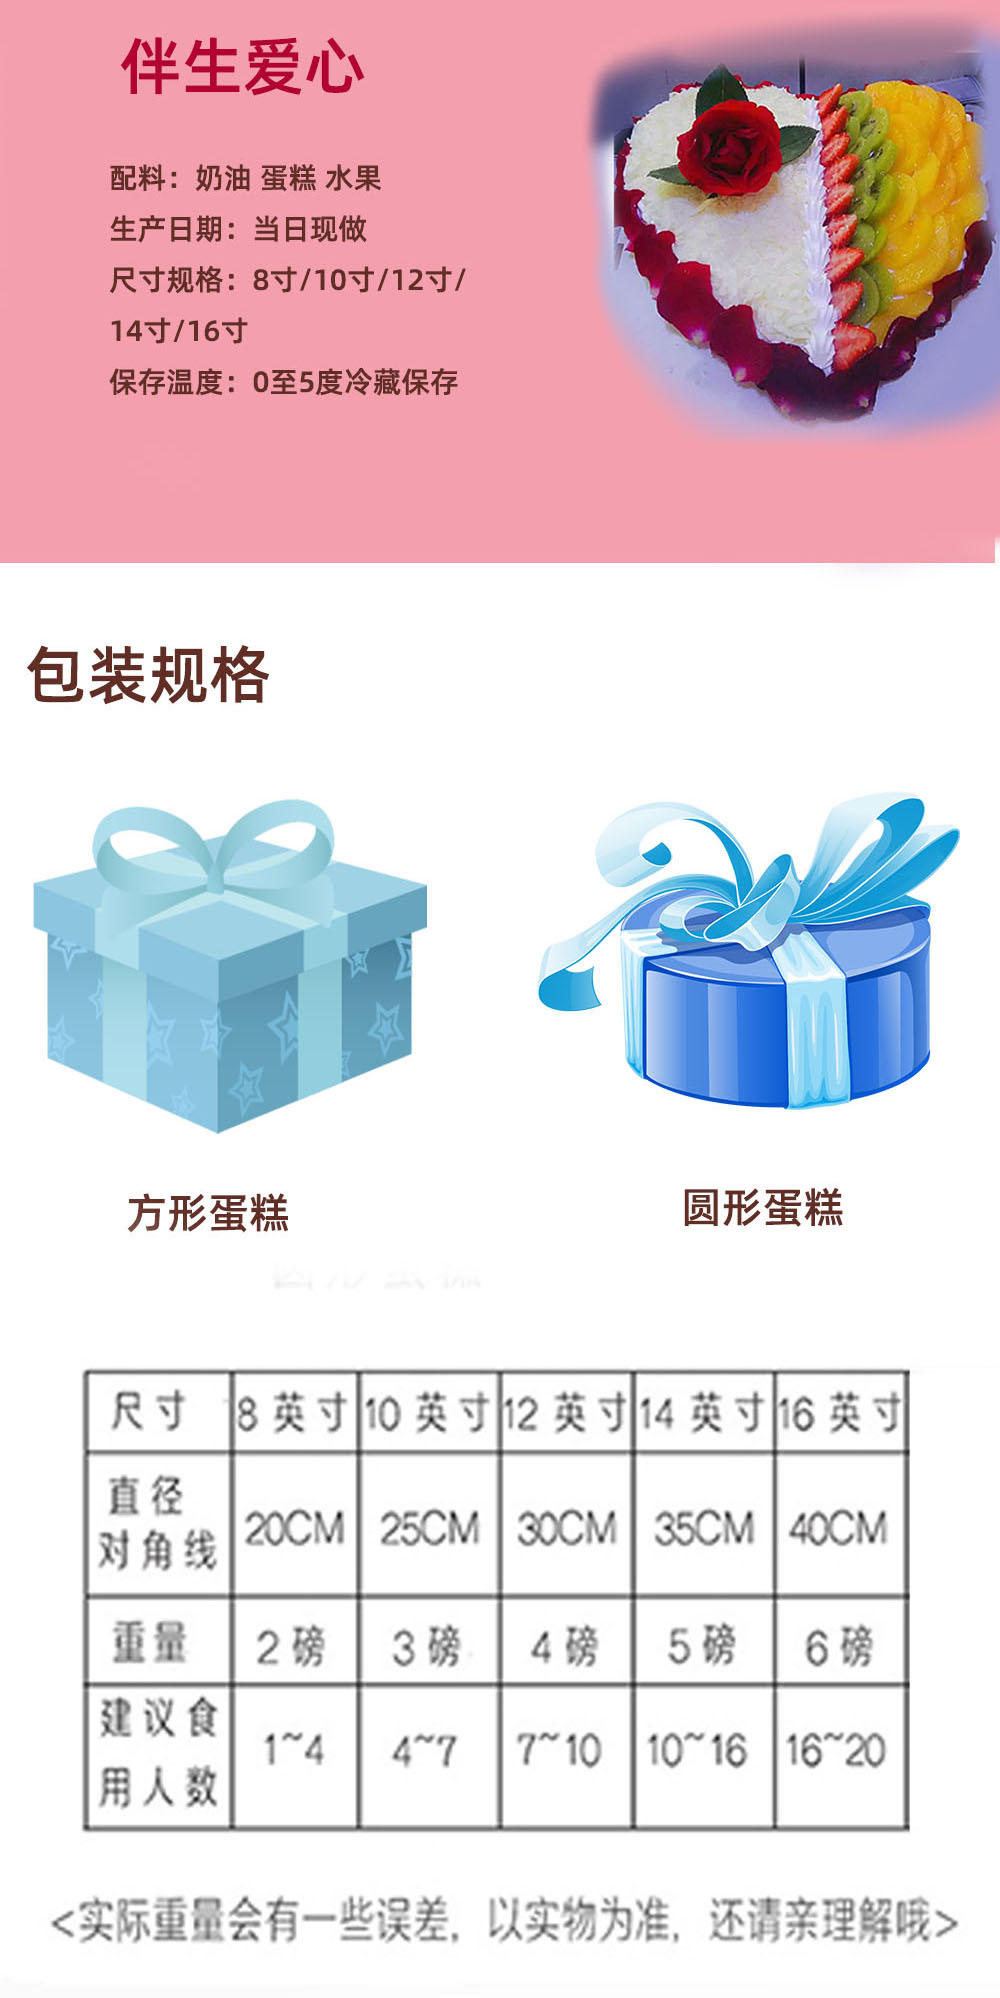 伴生爱心
配料：奶油 蛋糕 水果
生产日期：当日现做
尺寸规格：8寸/10寸/12寸/
14寸/16寸
保存温度：0至5度冷藏保存
包装规格
方形蛋糕 圆形蛋糕
圆形蛋糕
尺寸 8英寸 10英寸 12英寸 14英寸 16英寸
直径
对角线 20CM 25CM 30CM 35CM 40CM
重量 2磅 3磅 4磅 5磅 6磅
建议食
用人数 1~4 4~7 7~10 10~16 16~20
<实际重量会有一些误差，以实物为准，还请亲理解哦>